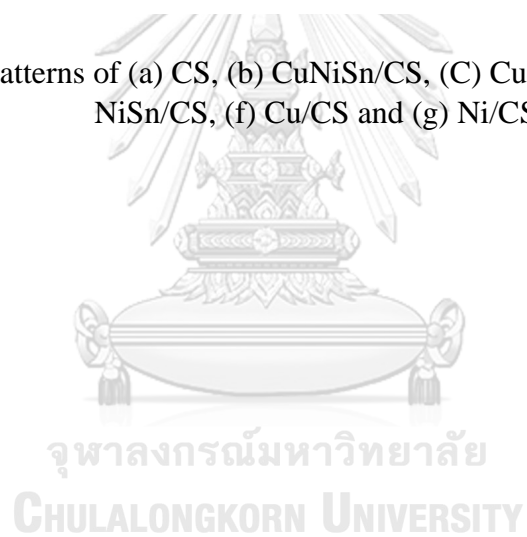 atterns of (a) CS, (b) CuNiSn/CS, (C) Cu
NiSn/CS, (f) Cu/CS and (g) Ni/CS
จุฬาลงกรณ์มหาวิทยาลัย
CHULALONGKORN UNIVERSITY